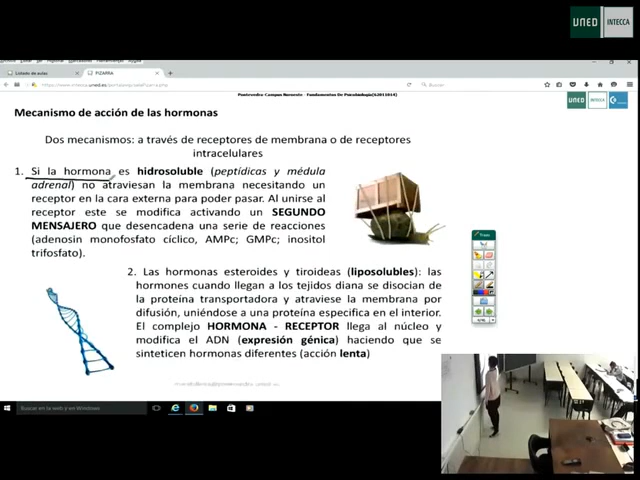 UNED INTECCA
Listado de aulas
PIZARRA
Buscar
Pontevedra-Campus Noroeste - Fundamentos De Psicobiología(62011014)
UNED INTECCA
Mecanismo de acción de las hormonas
Dos mecanismos: a través de receptores de membrana o de receptores
intracelulares
1. Si la hormona es hidrosoluble (peptídicas y médula
adrenal) no atraviesan la membrana necesitando un
receptor en la cara externa para poder pasar. Al unirse al
receptor este se modifica activando un SEGUNDO
MENSAJERO que desencadena una serie de reacciones
(adenosin monofosfato cíclico, AMPc; GMPc; inositol
trifosfato).
2. Las hormonas esteroides y tiroideas (liposolubles): las
hormones cuando llegan a los tejidos diana se disocian de
la proteína transportadora y atraviese la membrana por
difusión, uniéndose a una proteína especifica en el interior.
El complejo HORMONA - RECEPTOR llega al núcleo y
modifica el ADN (expresión génica) haciendo que se
sinteticen hormonas diferentes (acción lenta)
Buscar en la web y en Windows